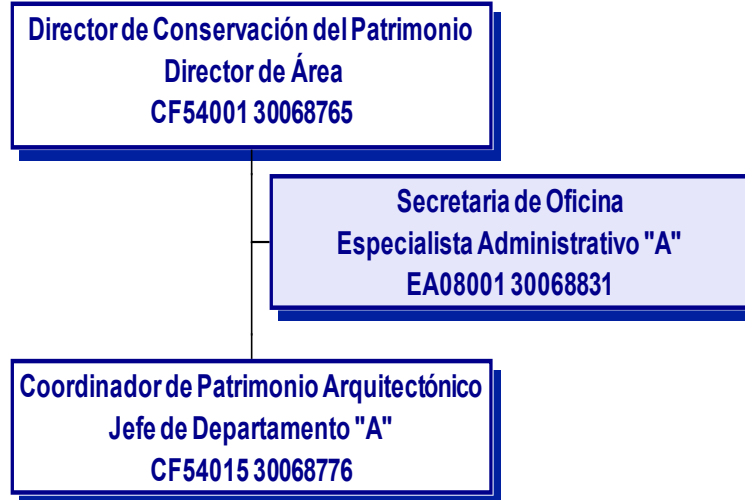 Director de Conservación del Patrimonio
Director de Área
CF54001 30068765
Secretaria de Oficina
Especialista Administrativo "A"
EA08001 30068831
Coordinador de Patrimonio Arquitectónico
Jefe de Departamento "A"
CF54015 30068776